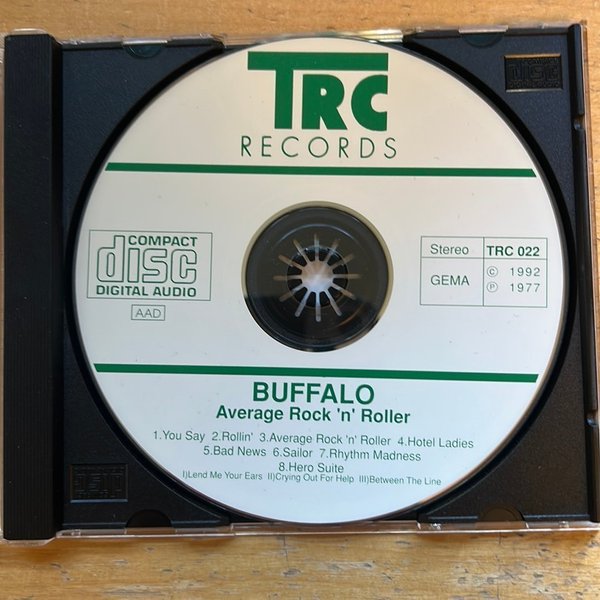 TRC
RECORDS
COMPACT
disc
DIGITAL AUDIO
AAD
Stereo TRC 022
GEMA © 1992
℗ 1977
BUFFALO
Average Rock 'n' Roller
1.You Say 2.Rollin' 3.Average Rock 'n' Roller 4.Hotel Ladies
5.Bad News 6.Sailor 7.Rhythm Madness
8.Hero Suite
I)Lend Me Your Ears II)Crying Out For Help III)Between The Line